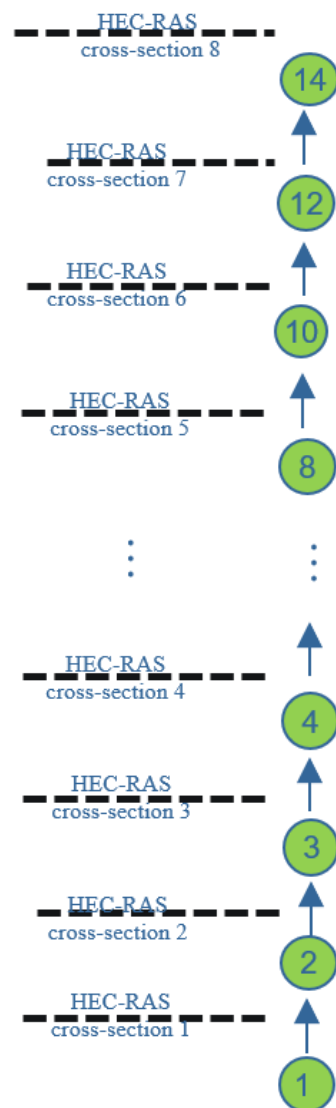 HEC-RAS
cross-section 8
14
HEC-RAS
cross-section 7
12
HEC-RAS
cross-section 6
10
HEC-RAS
cross-section 5
8
⋮ ⋮
HEC-RAS
cross-section 4
4
HEC-RAS
cross-section 3
3
HEC-RAS
cross-section 2
2
HEC-RAS
cross-section 1
1